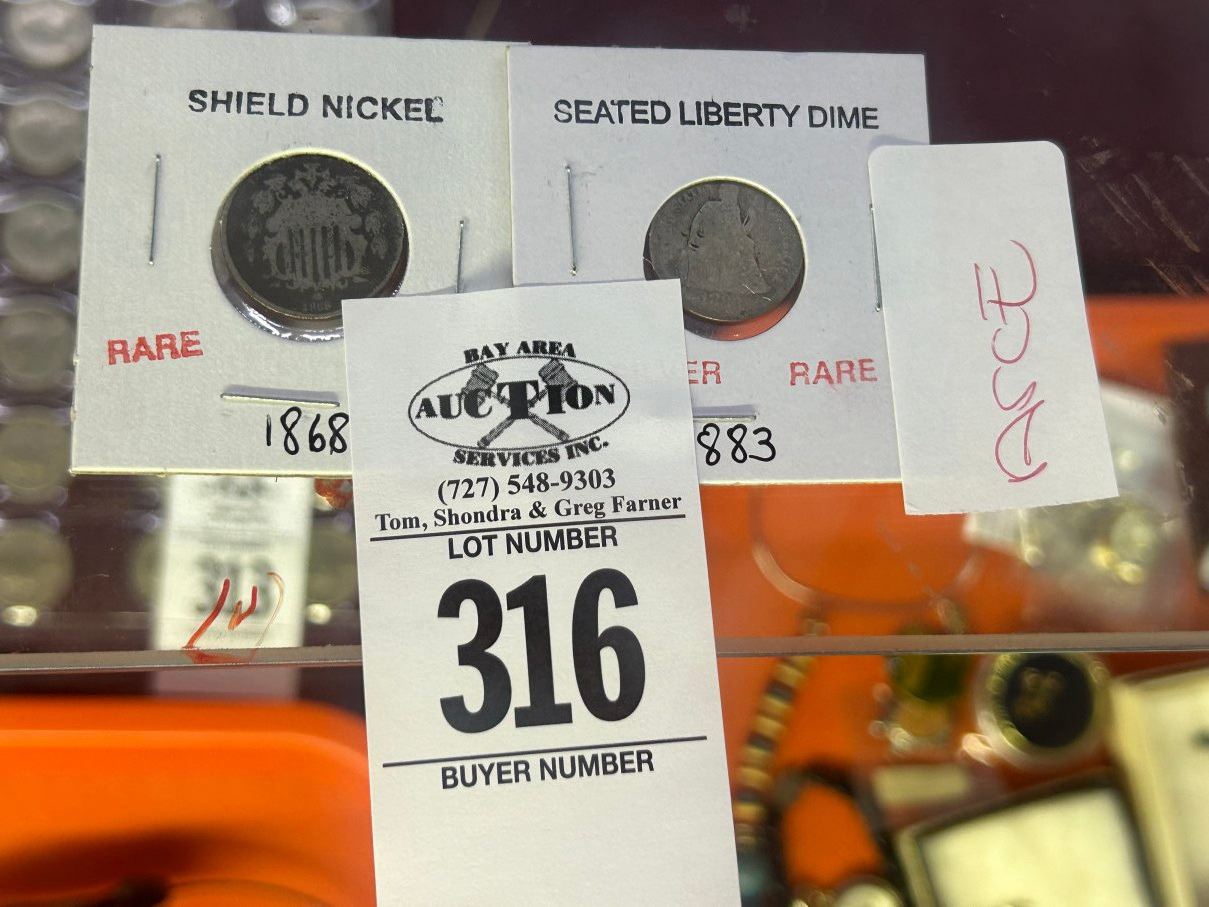 SHIELD NICKEL
RARE
1868
SEATED LIBERTY DIME
ER RARE
883
BAY AREA
AUCTION
SERVICES INC.
(727) 548-9303
Tom, Shondra & Greg Farner
LOT NUMBER
316
BUYER NUMBER